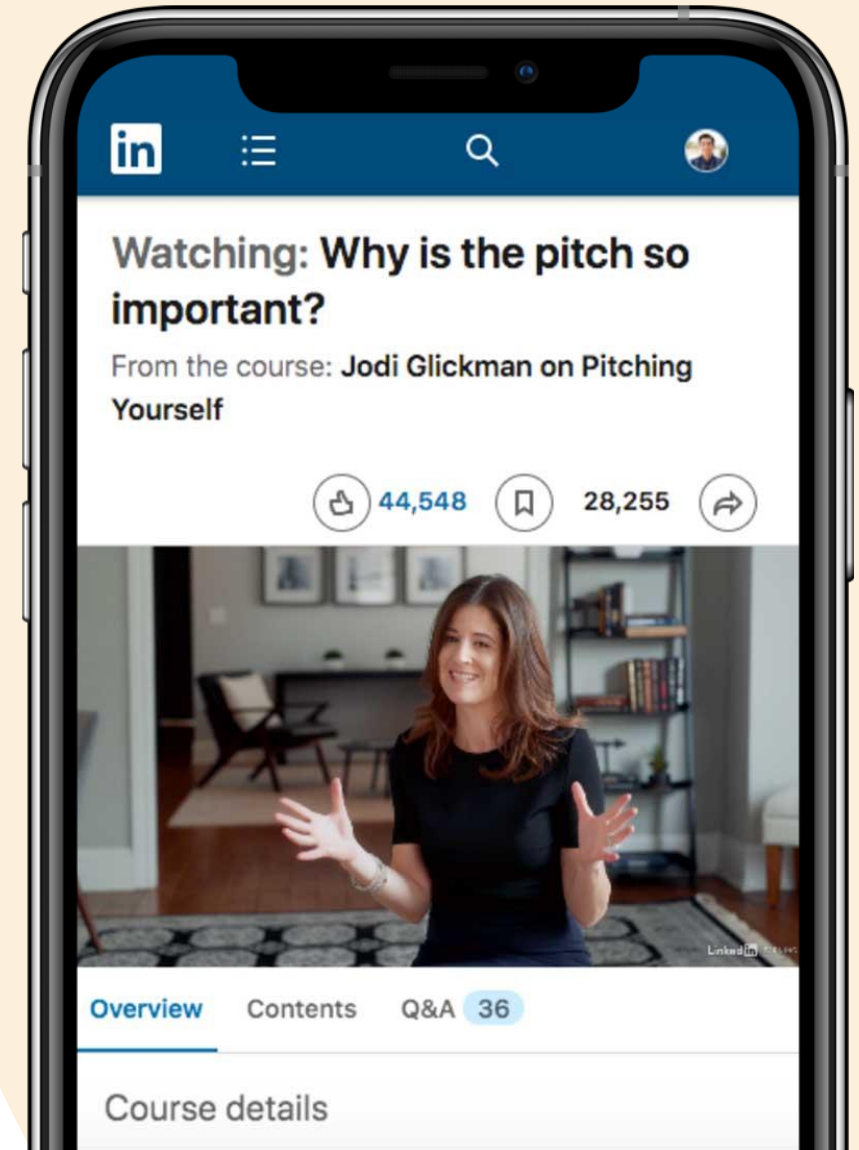 in
Watching: Why is the pitch so
important?
From the course: Jodi Glickman on Pitching
Yourself
44,548
28,255
Linkedin
Overview
Contents
Q&A 36
Course details